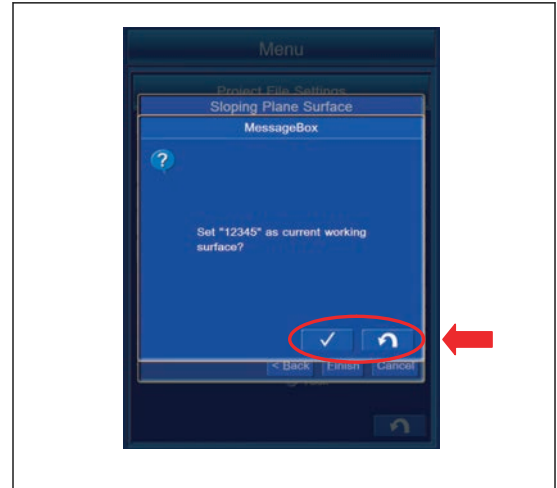 Menu
Project File Settings
Sloping Plane Surface
MessageBox
?
Set "12345" as current working
surface?
< Back Finish Cancel